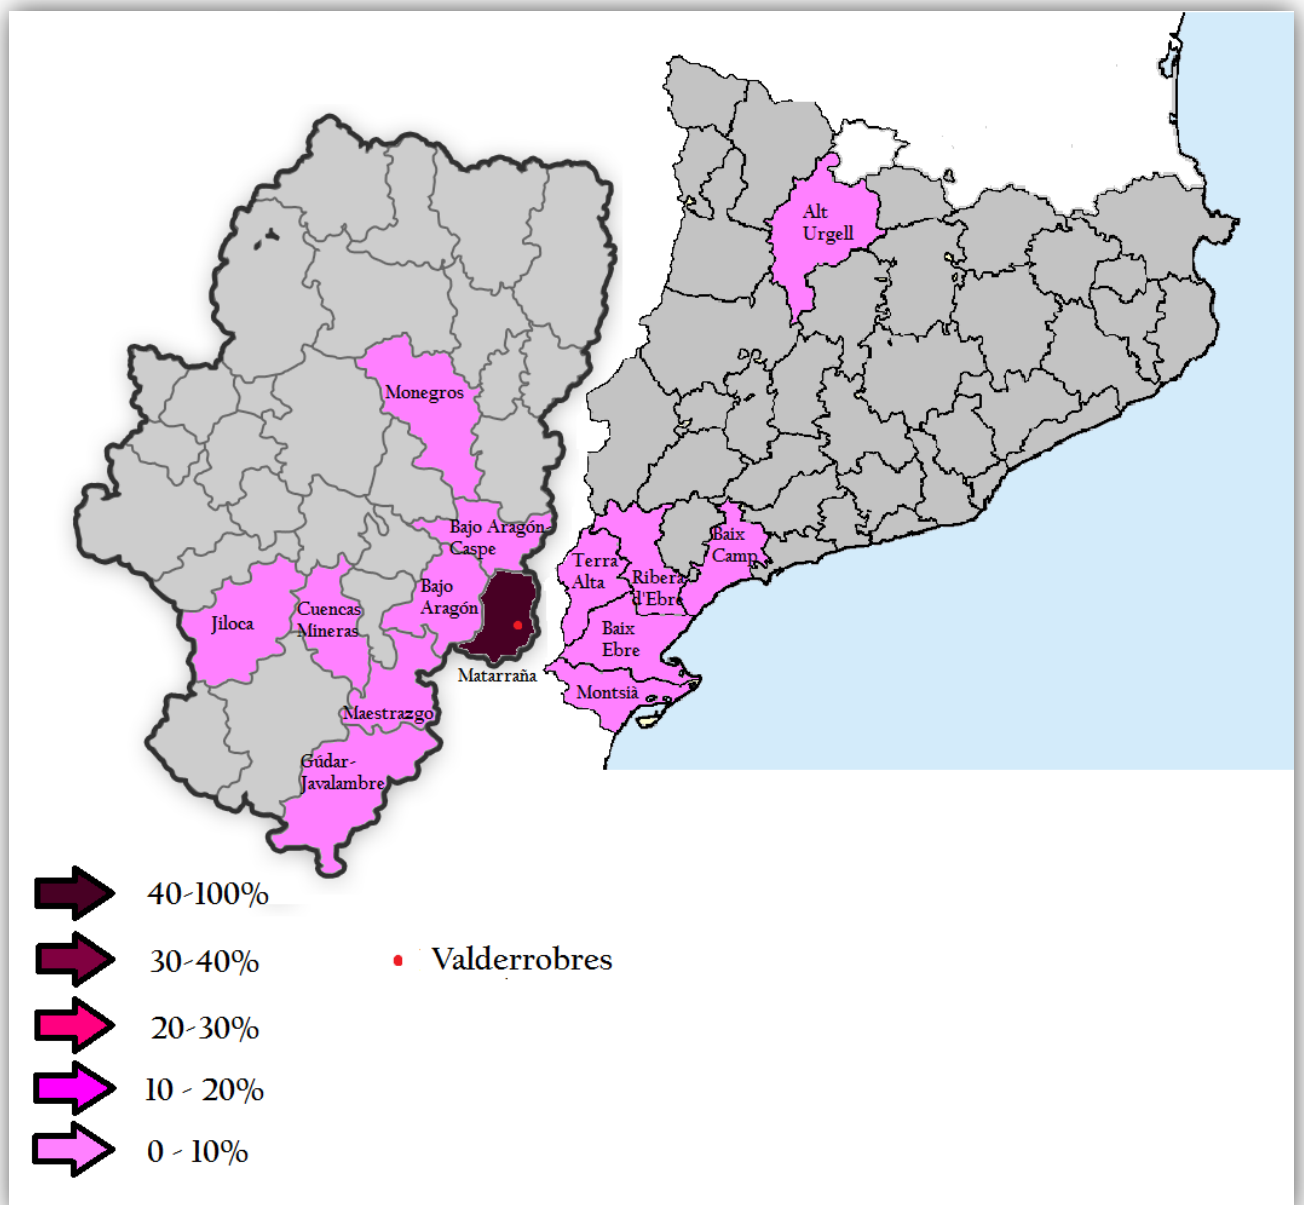 Alt
Urgell
Monegros
Bajo Aragón-
Caspe
Baix
Camp
Terra
Alta
Ribera
d'Ebre
Bajo
Aragón
Jiloca
Cuencas
Mineras
Baix
Ebre
Matarraña
Montsià
Maestrazgo
Gúdar-
Javalambre
40-100%
30-40%
Valderrobres
20-30%
10 - 20%
0 - 10%